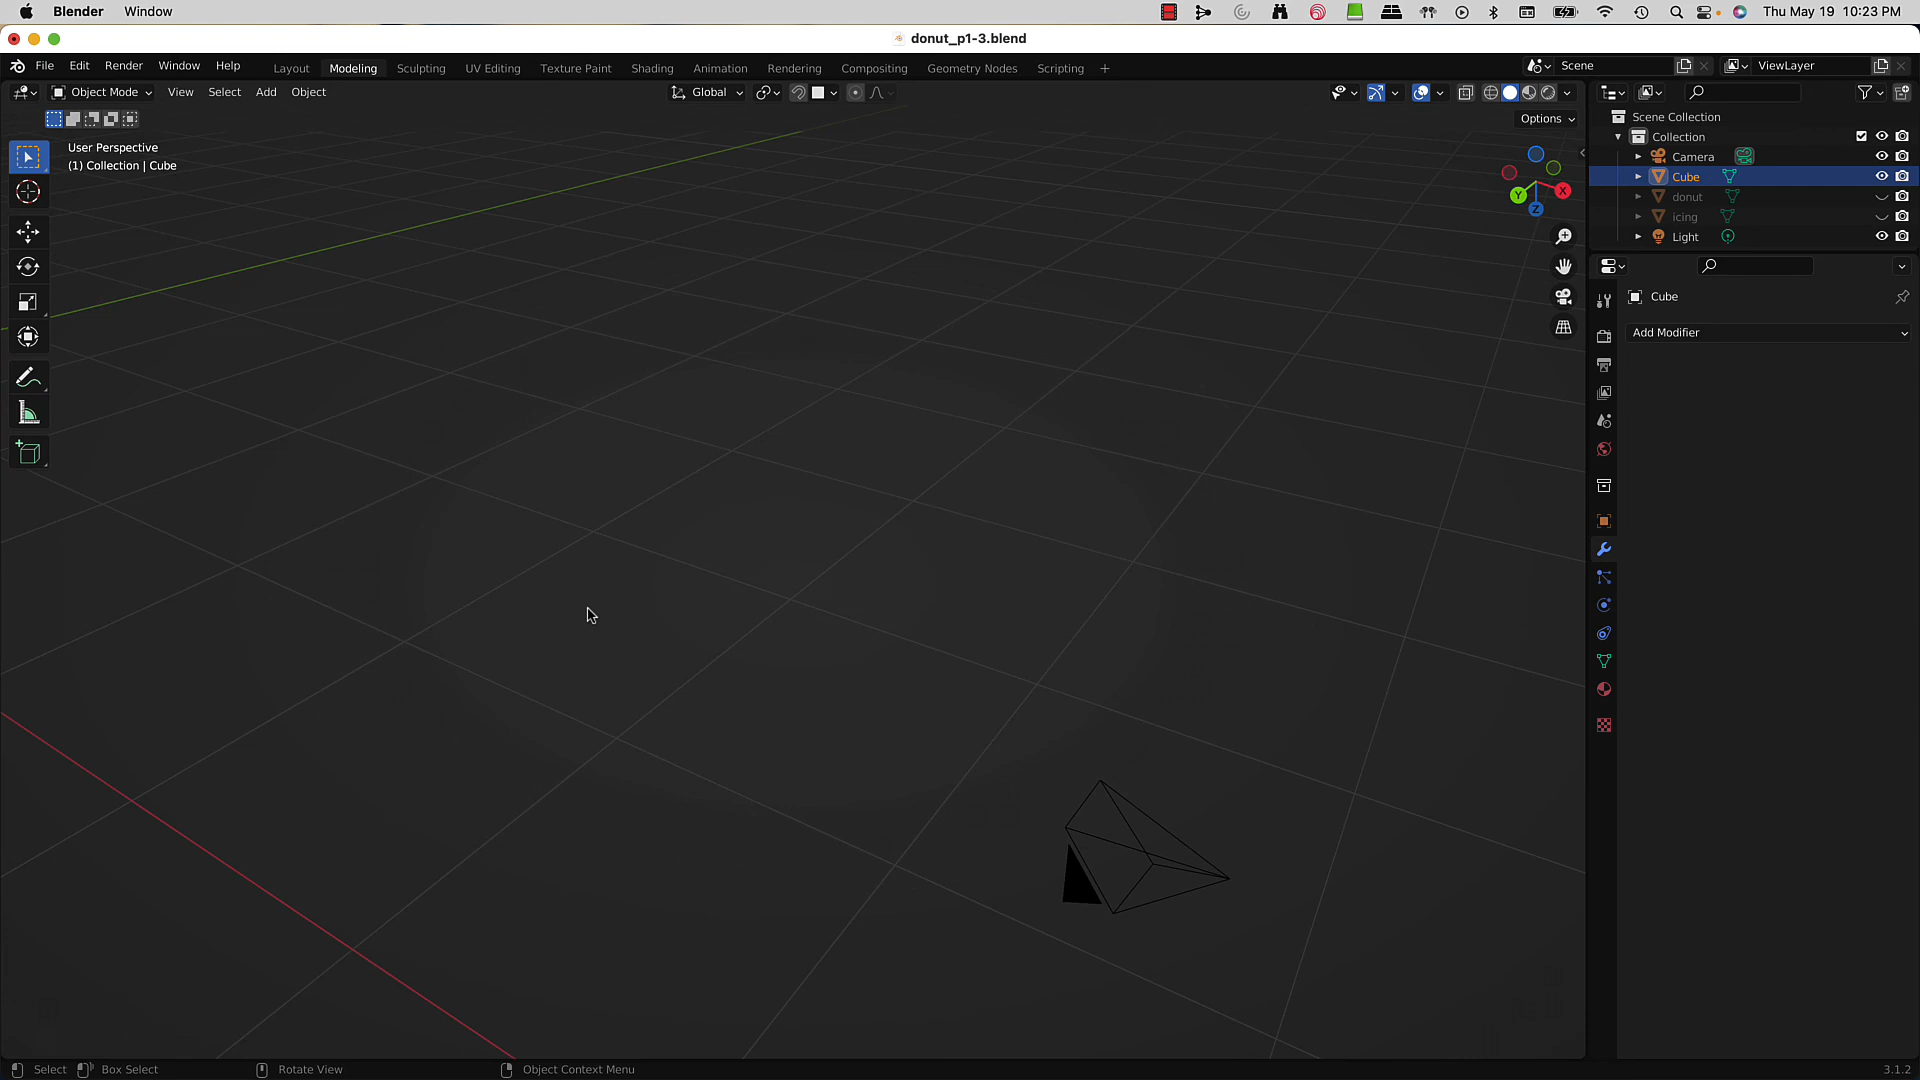 Blender Window Thu May 19 10:23 PM
donut_p1-3.blend
File Edit Render Window Help Layout Modeling Sculpting UV Editing Texture Paint Shading Animation Rendering Compositing Geometry Nodes Scripting + Scene ViewLayer
Object Mode View Select Add Object Global
Options
User Perspective
(1) Collection | Cube
X
Y
Z
Scene Collection
Collection
Camera
Cube
donut
icing
Light
Cube
Add Modifier
Select Box Select Rotate View Object Context Menu 3.1.2